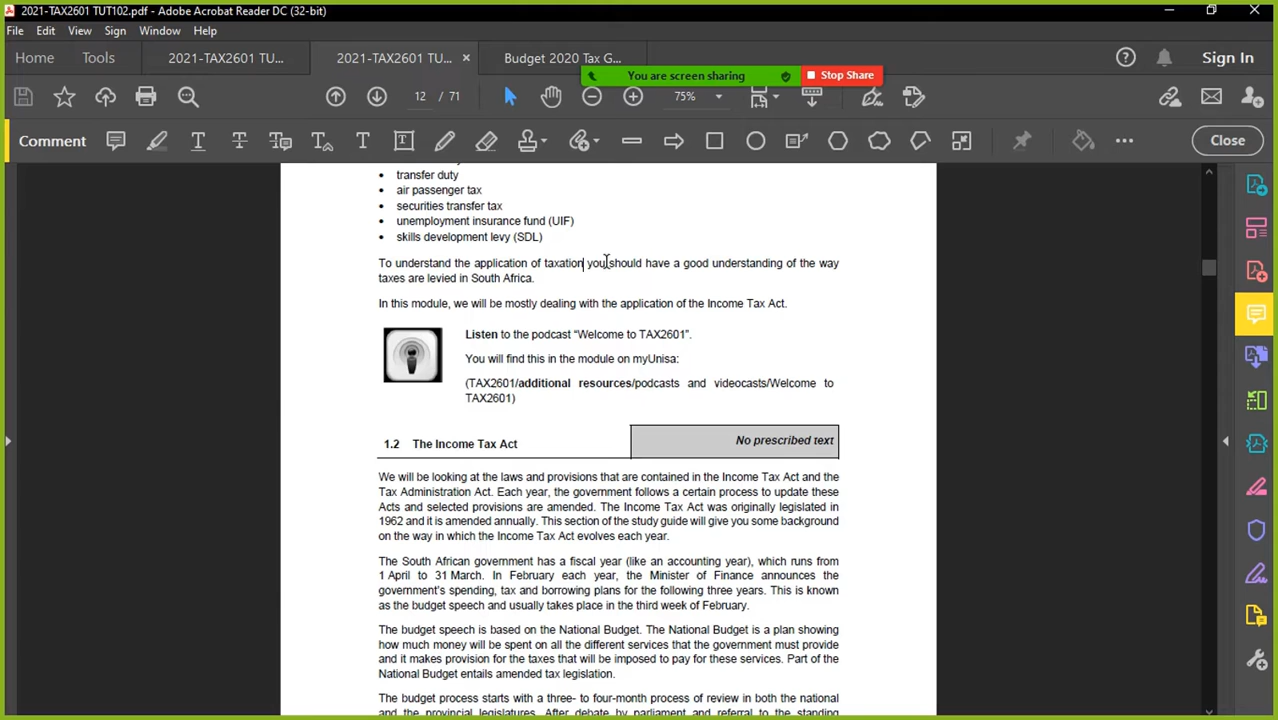 2021-TAX2601 TUT102.pdf - Adobe Acrobat Reader DC (32-bit)
File Edit View Sign Window Help
Home Tools 2021-TAX2601 TU... 2021-TAX2601 TU... × Budget 2020 Tax G... Sign In
You are screen sharing Stop Share
12 / 71 75%
Comment Close
transfer duty
• air passenger tax
• securities transfer tax
• unemployment insurance fund (UIF)
• skills development levy (SDL)
To understand the application of taxation you should have a good understanding of the way
taxes are levied in South Africa.
In this module, we will be mostly dealing with the application of the Income Tax Act.
Listen to the podcast “Welcome to TAX2601”.
You will find this in the module on myUnisa:
(TAX2601/additional resources/podcasts and videocasts/Welcome to
TAX2601)
1.2 The Income Tax Act No prescribed text
We will be looking at the laws and provisions that are contained in the Income Tax Act and the
Tax Administration Act. Each year, the government follows a certain process to update these
Acts and selected provisions are amended. The Income Tax Act was originally legislated in
1962 and it is amended annually. This section of the study guide will give you some background
on the way in which the Income Tax Act evolves each year.
The South African government has a fiscal year (like an accounting year), which runs from
1 April to 31 March. In February each year, the Minister of Finance announces the
government's spending, tax and borrowing plans for the following three years. This is known
as the budget speech and usually takes place in the third week of February.
The budget speech is based on the National Budget. The National Budget is a plan showing
how much money will be spent on all the different services that the government must provide
and it makes provision for the taxes that will be imposed to pay for these services. Part of the
National Budget entails amended tax legislation.
The budget process starts with a three- to four-month process of review in both the national
and the provincial legislatures. After debate by parliament and referral to the standing